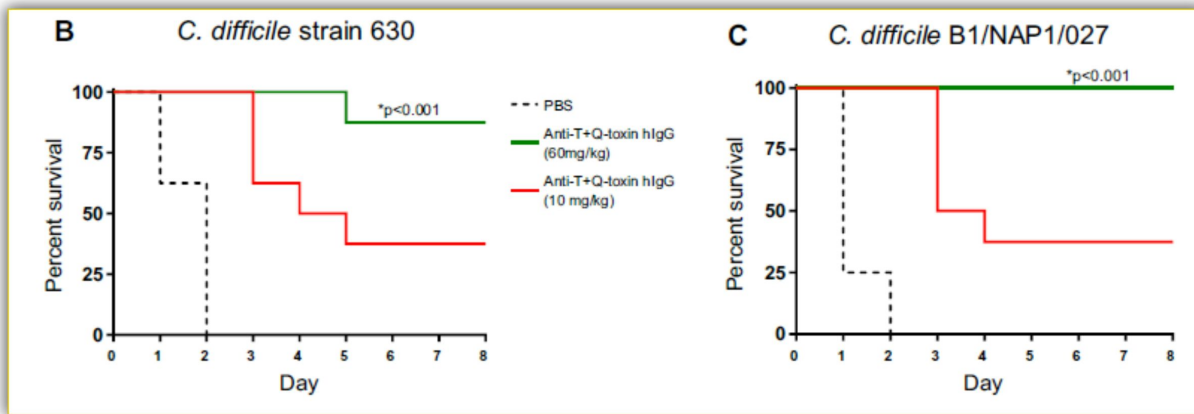 B
C. difficile strain 630
100
75
50
25
0
Percent survival
*p<0.001
0 1 2 3 4 5 6 7 8
Day
PBS
Anti-T+Q-toxin hIgG
(60mg/kg)
Anti-T+Q-toxin hIgG
(10 mg/kg)
C
C. difficile B1/NAP1/027
100
75
50
25
0
Percent survival
*p<0.001
0 1 2 3 4 5 6 7 8
Day